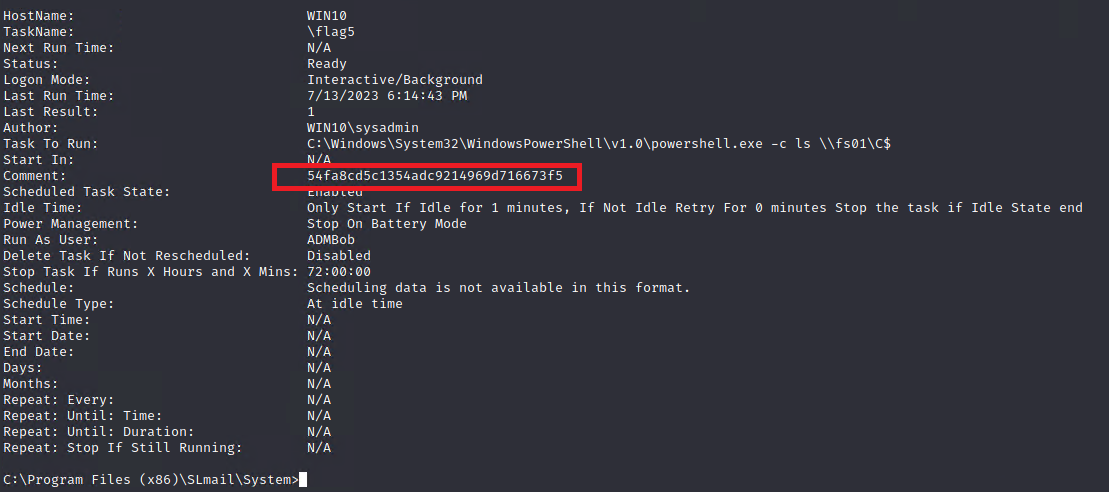 HostName: WIN10
TaskName: \flag5
Next Run Time: N/A
Status: Ready
Logon Mode: Interactive/Background
Last Run Time: 7/13/2023 6:14:43 PM
Last Result: 1
Author: WIN10\sysadmin
Task To Run: C:\Windows\System32\WindowsPowerShell\v1.0\powershell.exe -c ls \\fs01\C$
Start In: N/A
Comment: 54fa8cd5c1354adc9214969d716673f5
Scheduled Task State: Enabled
Idle Time: Only Start If Idle for 1 minutes, If Not Idle Retry For 0 minutes Stop the task if Idle State end
Power Management: Stop On Battery Mode
Run As User: ADMBob
Delete Task If Not Rescheduled: Disabled
Stop Task If Runs X Hours and X Mins: 72:00:00
Schedule: Scheduling data is not available in this format.
Schedule Type: At idle time
Start Time: N/A
Start Date: N/A
End Date: N/A
Days: N/A
Months: N/A
Repeat: Every: N/A
Repeat: Until: Time: N/A
Repeat: Until: Duration: N/A
Repeat: Stop If Still Running: N/A
C:\Program Files (x86)\SLmail\System>